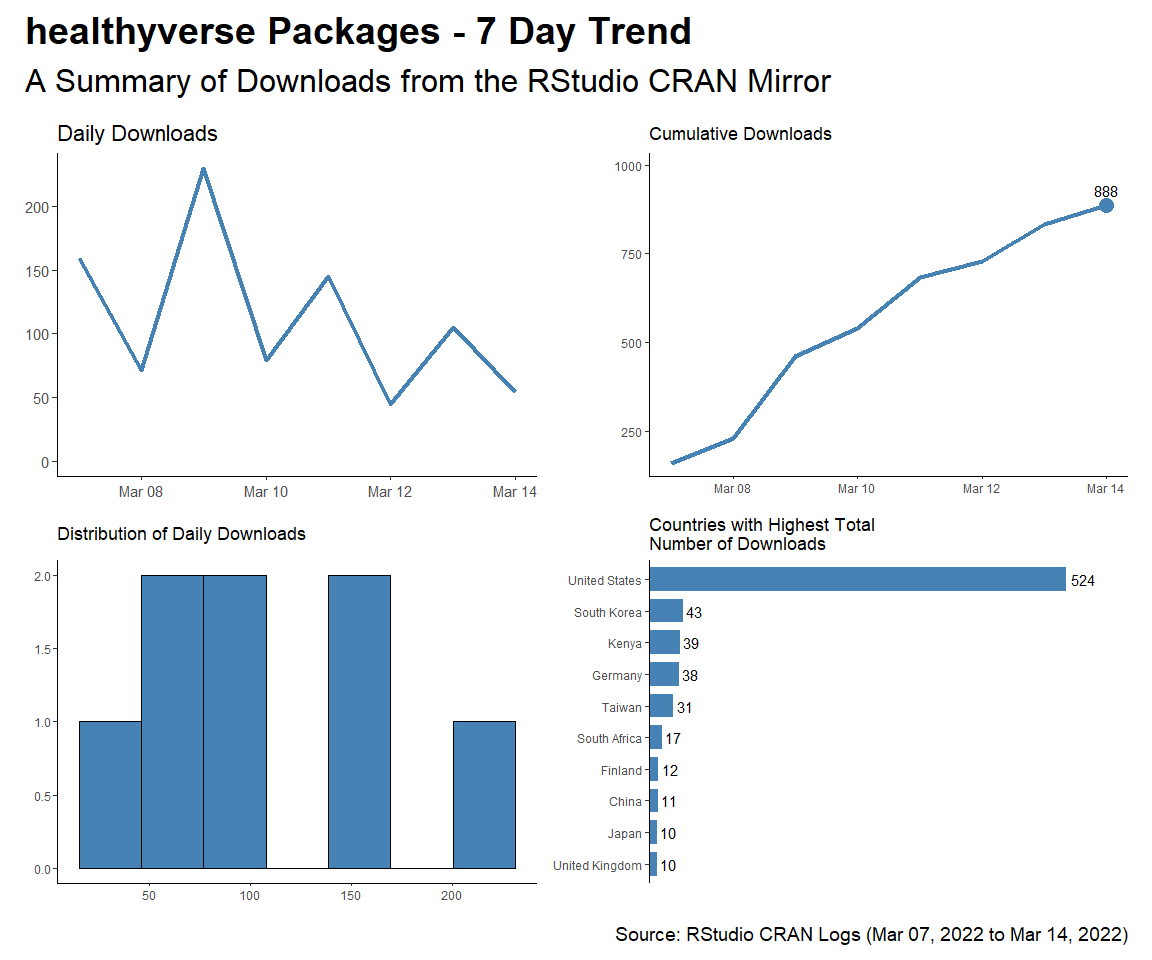 healthyverse Packages - 7 Day Trend
A Summary of Downloads from the RStudio CRAN Mirror
Daily Downloads
200
150
100
50
0
Mar 08 Mar 10 Mar 12 Mar 14
Cumulative Downloads
1000
750
500
250
888
Mar 08 Mar 10 Mar 12 Mar 14
Distribution of Daily Downloads
2.0
1.5
1.0
0.5
0.0
50 100 150 200
Countries with Highest Total
Number of Downloads
United States 524
South Korea 43
Kenya 39
Germany 38
Taiwan 31
South Africa 17
Finland 12
China 11
Japan 10
United Kingdom 10
Source: RStudio CRAN Logs (Mar 07, 2022 to Mar 14, 2022)